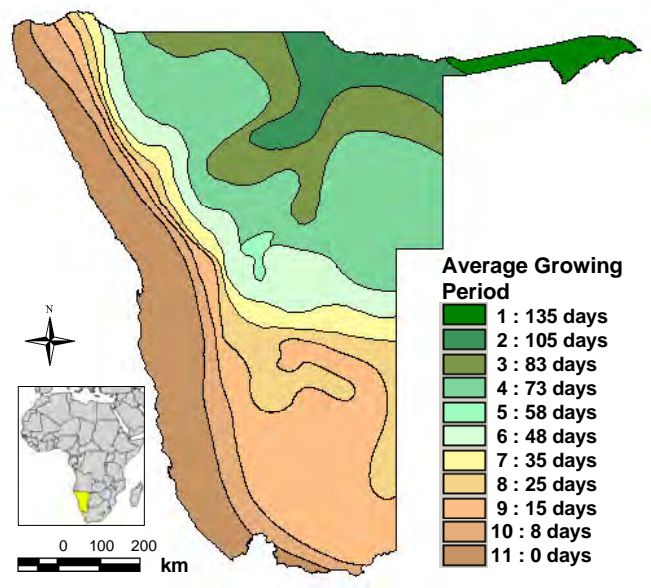 Average Growing
Period
1 : 135 days
2 : 105 days
3 : 83 days
4 : 73 days
5 : 58 days
6 : 48 days
7 : 35 days
8 : 25 days
9 : 15 days
10 : 8 days
11 : 0 days
N
0 100 200
km